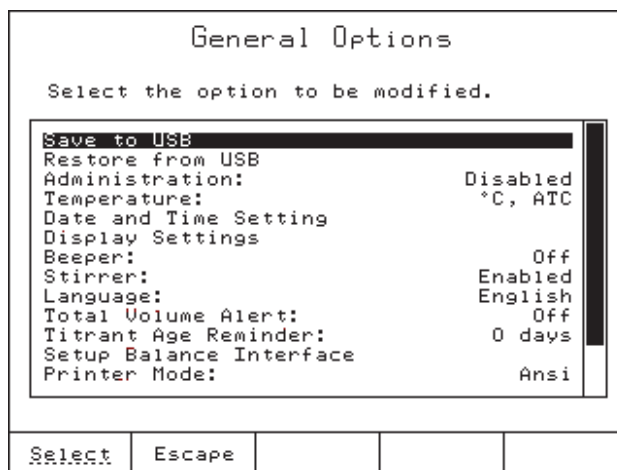 General Options
Select the option to be modified.
Save to USB
Restore from USB
Administration: Disabled
Temperature: °C, ATC
Date and Time Setting
Display Settings
Beeper: Off
Stirrer: Enabled
Language: English
Total Volume Alert: Off
Titrant Age Reminder: 0 days
Setup Balance Interface
Printer Mode: Ansi
Select Escape